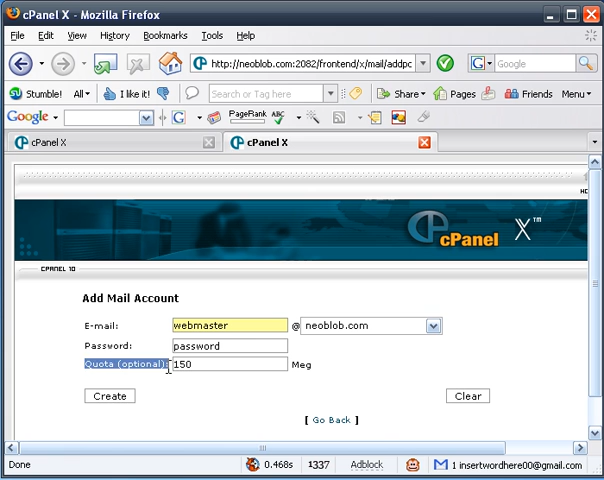 cPanel X - Mozilla Firefox
File Edit View History Bookmarks Tools Help
http://neoblob.com:2082/frontend/x/mail/addpc
G Google
Stumble! All I like it! Search or Tag here Share Pages Friends Menu
Google G PageRank ABC
cPanel X cPanel X
HO
cPanel X™
CPANEL 10
Add Mail Account
E-mail: webmaster @ neoblob.com
Password: password
Quota (optional): 150 Meg
Create Clear
[ Go Back ]
Done 0.468s 1337 Adblock 1 insertwordhere00@gmail.com